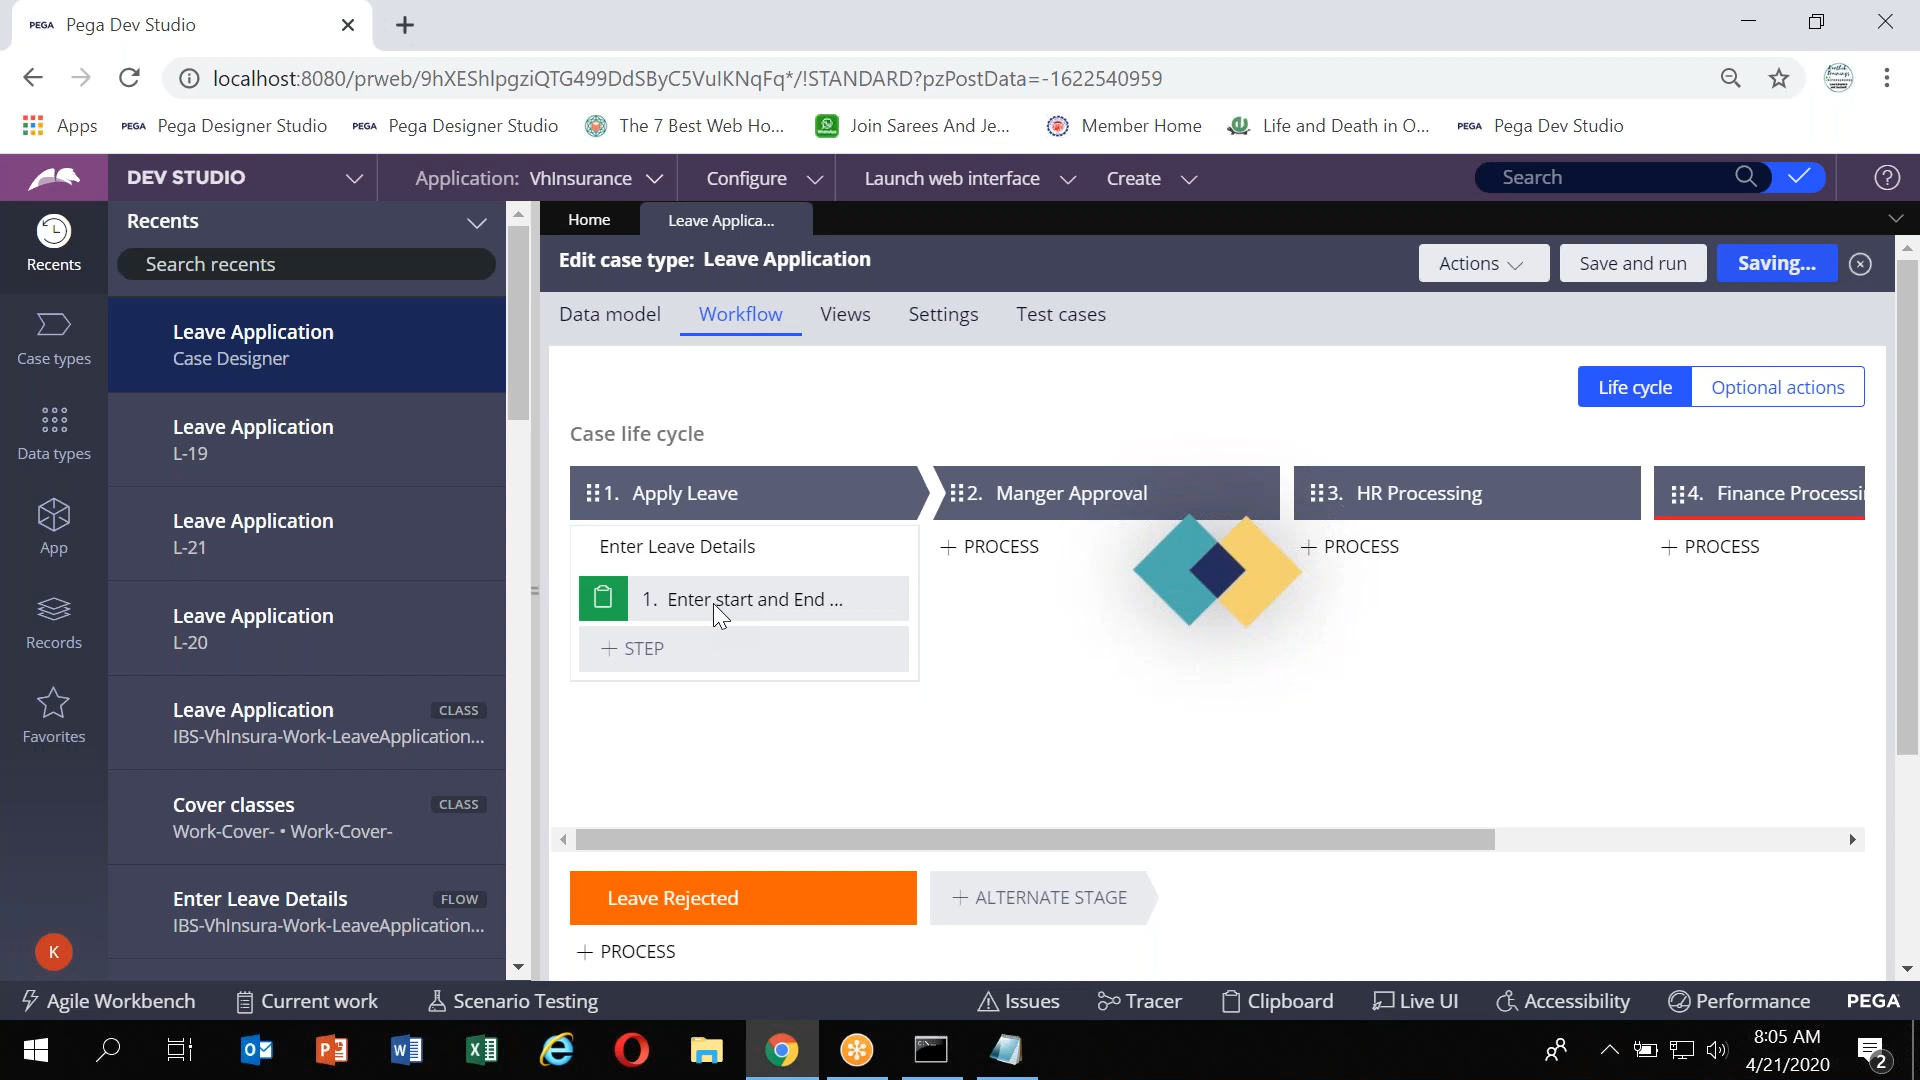 PEGA Pega Dev Studio
localhost:8080/prweb/9hXEShlpgziQTG499DdSByC5VulKNqFq*/!STANDARD?pzPostData=-1622540959
Apps PEGA Pega Designer Studio PEGA Pega Designer Studio The 7 Best Web Ho... Join Sarees And Je... Member Home Life and Death in O... PEGA Pega Dev Studio
DEV STUDIO Application: VhInsurance Configure Launch web interface Create Search
Recents
Case types
Data types
App
Records
Favorites
K
Recents
Search recents
Leave Application
Case Designer
Leave Application
L-19
Leave Application
L-21
Leave Application
L-20
Leave Application CLASS
IBS-VhInsura-Work-LeaveApplication...
Cover classes CLASS
Work-Cover- • Work-Cover-
Enter Leave Details FLOW
IBS-VhInsura-Work-LeaveApplication...
Home Leave Applica...
Edit case type: Leave Application Actions Save and run Saving...
Data model Workflow Views Settings Test cases
Life cycle Optional actions
Case life cycle
1. Apply Leave 2. Manger Approval 3. HR Processing 4. Finance Processi
Enter Leave Details + PROCESS + PROCESS + PROCESS
1. Enter start and End ...
+ STEP
Leave Rejected + ALTERNATE STAGE
+ PROCESS
Agile Workbench Current work Scenario Testing Issues Tracer Clipboard Live UI Accessibility Performance PEGA
8:05 AM
4/21/2020
2